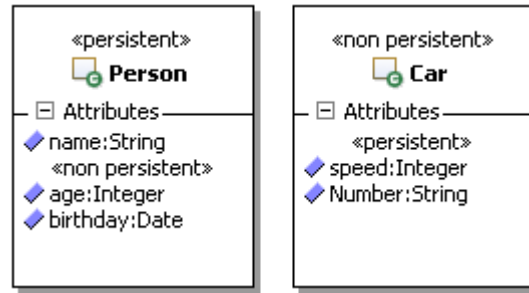 «persistent»
Person
Attributes
name:String
«non persistent»
age:Integer
birthday:Date
«non persistent»
Car
Attributes
«persistent»
speed:Integer
Number:String